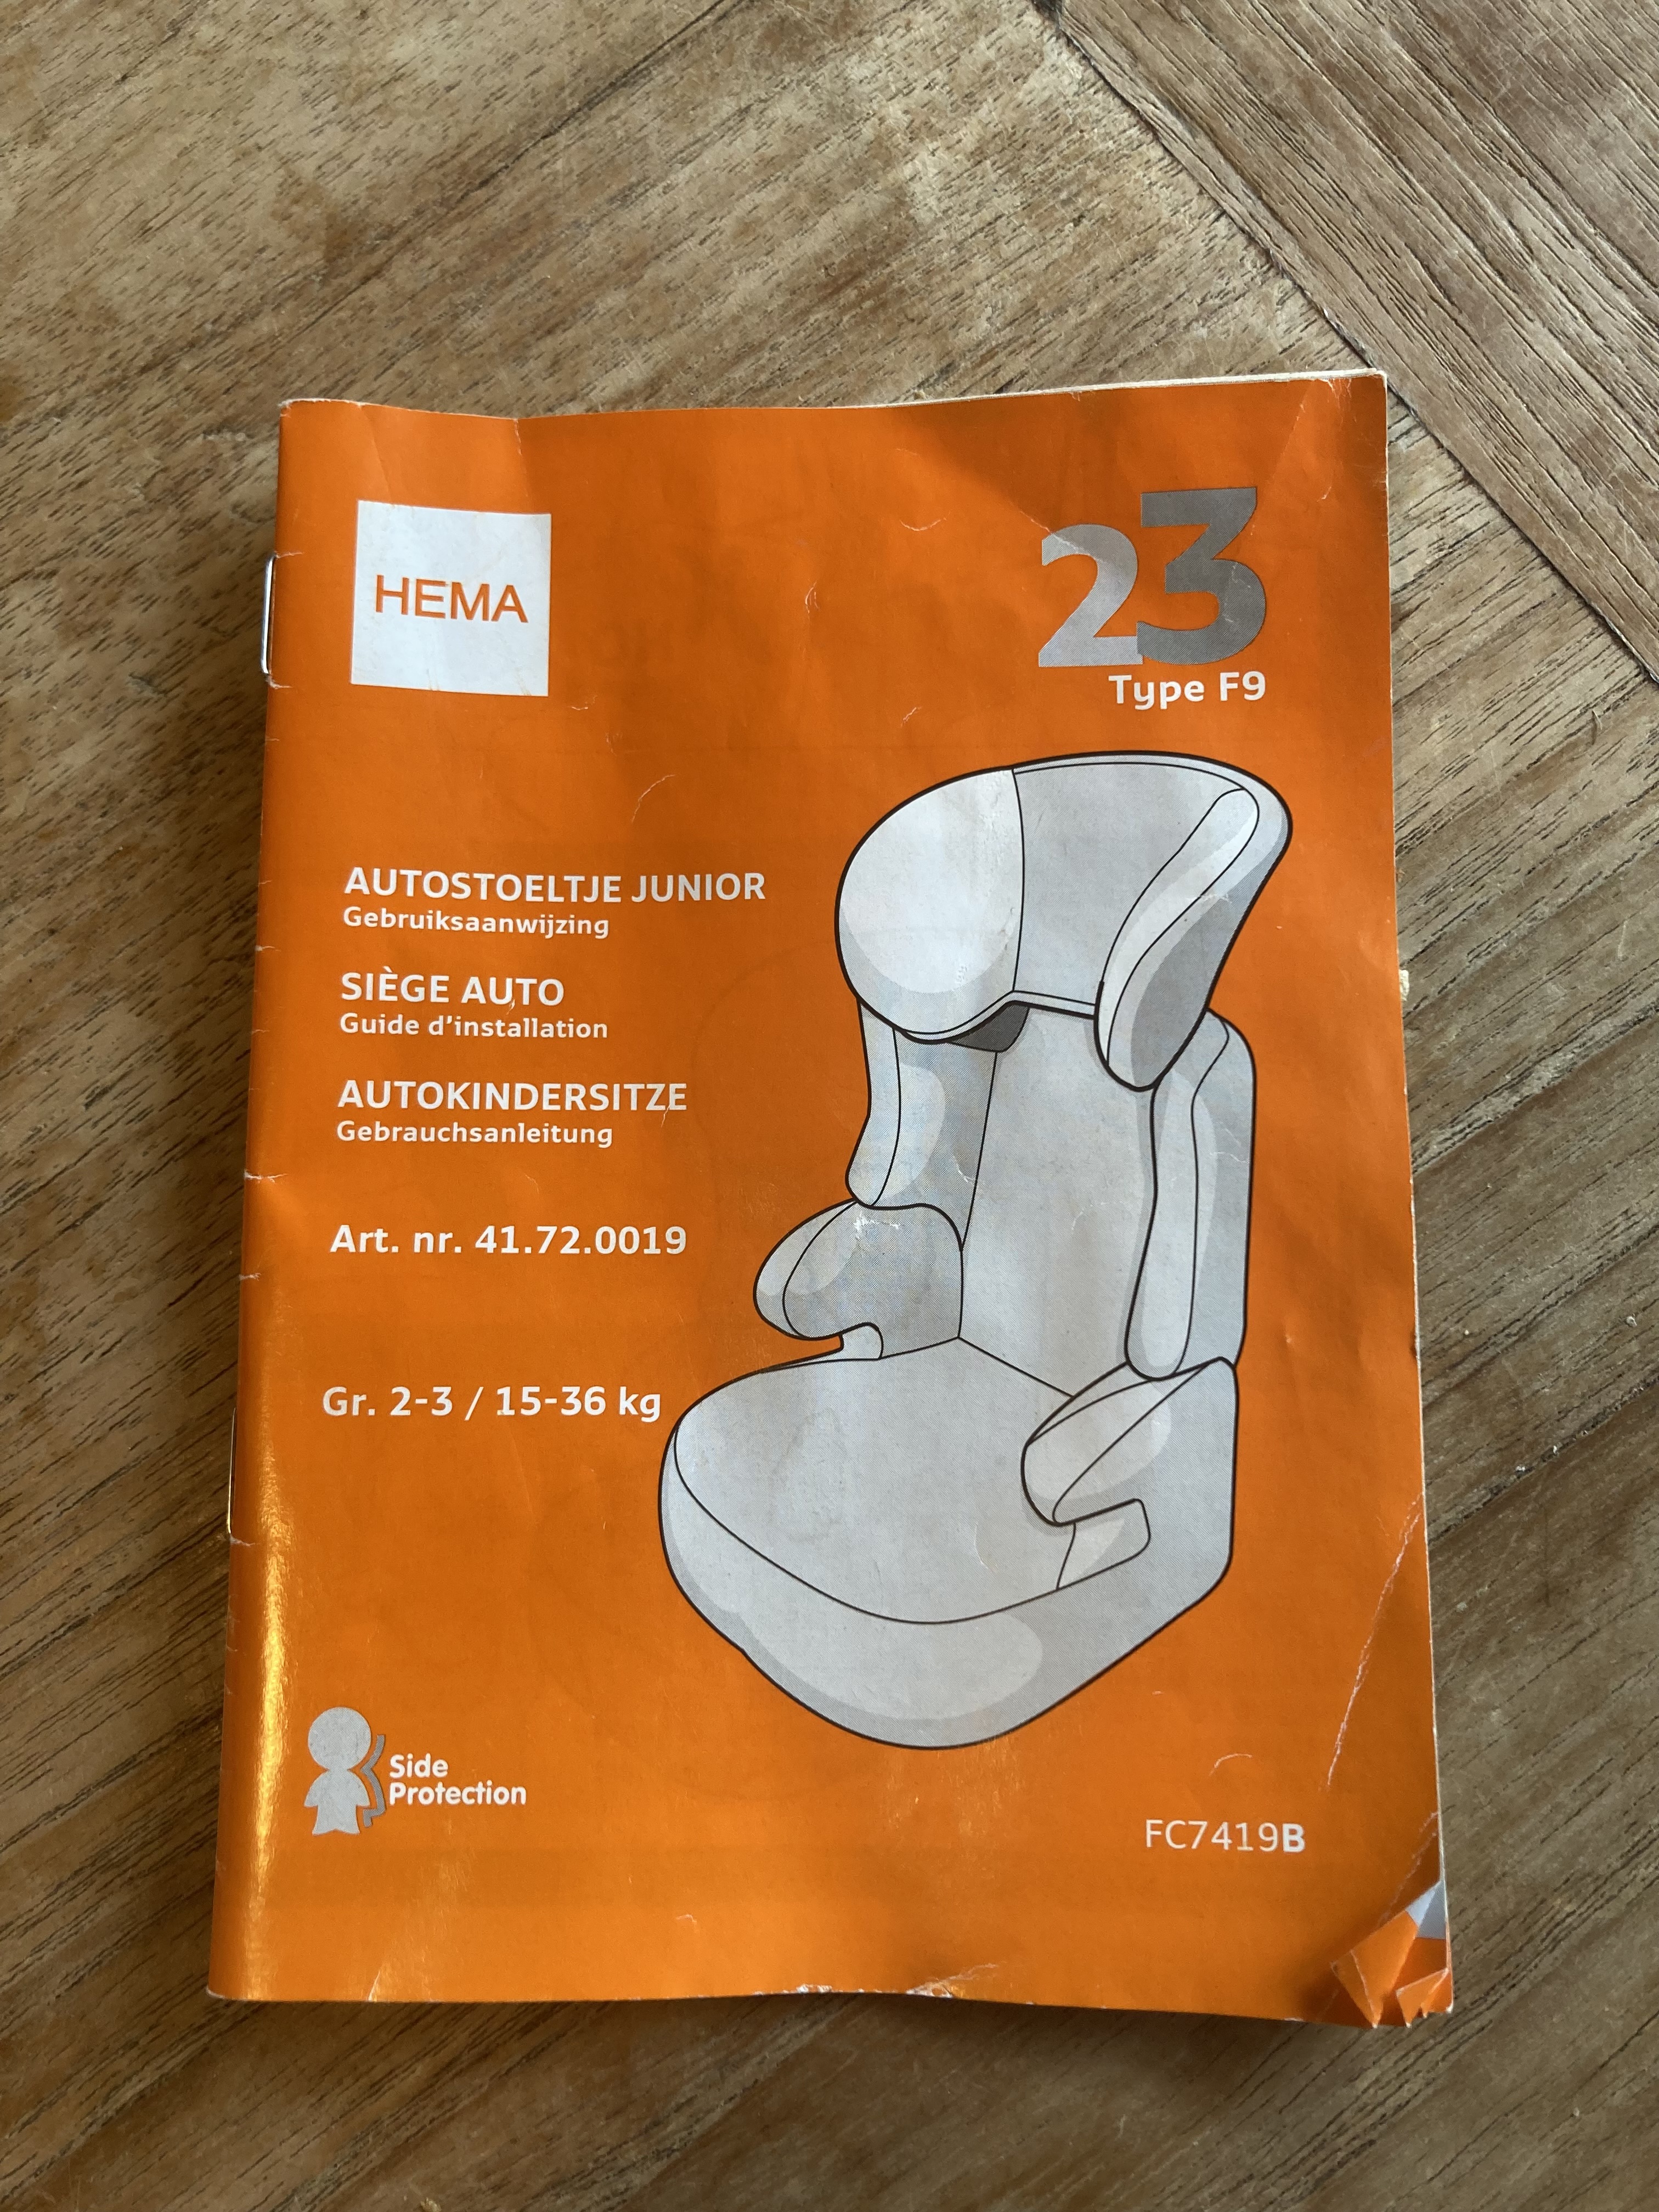 HEMA
23
Type F9
AUTOSTOELTJE JUNIOR
Gebruiksaanwijzing
SIÈGE AUTO
Guide d'installation
AUTOKINDERSITZE
Gebrauchsanleitung
Art. nr. 41.72.0019
Gr. 2-3 / 15-36 kg
Side
Protection
FC7419B